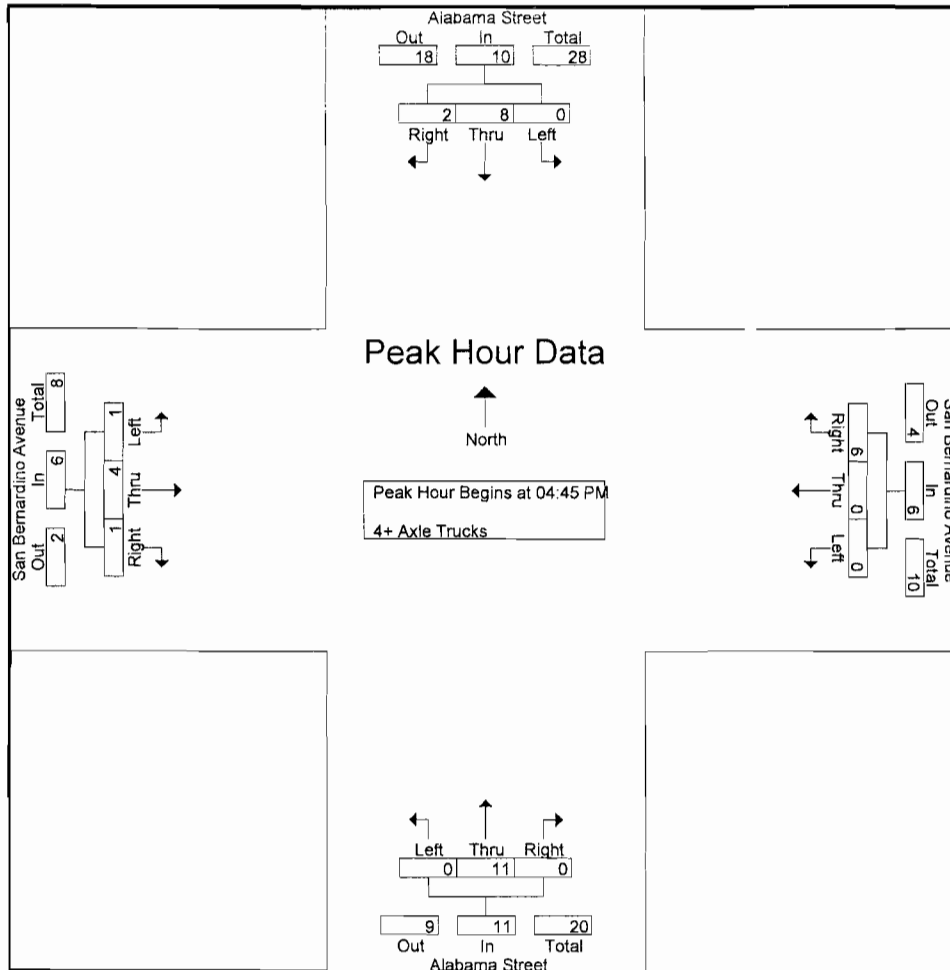 Alabama Street
Out In Total
18 10 28
2 8 0
Right Thru Left
Peak Hour Data
North
Peak Hour Begins at 04:45 PM
4+ Axle Trucks
San Bernardino Avenue
Out In Total
2 6 8
1 4 1
Left Thru Right
San Bernardino Avenue
Out In Total
4 6 10
6 0 0
Right Thru Left
Left Thru Right
0 11 0
9 11 20
Out In Total
Alabama Street